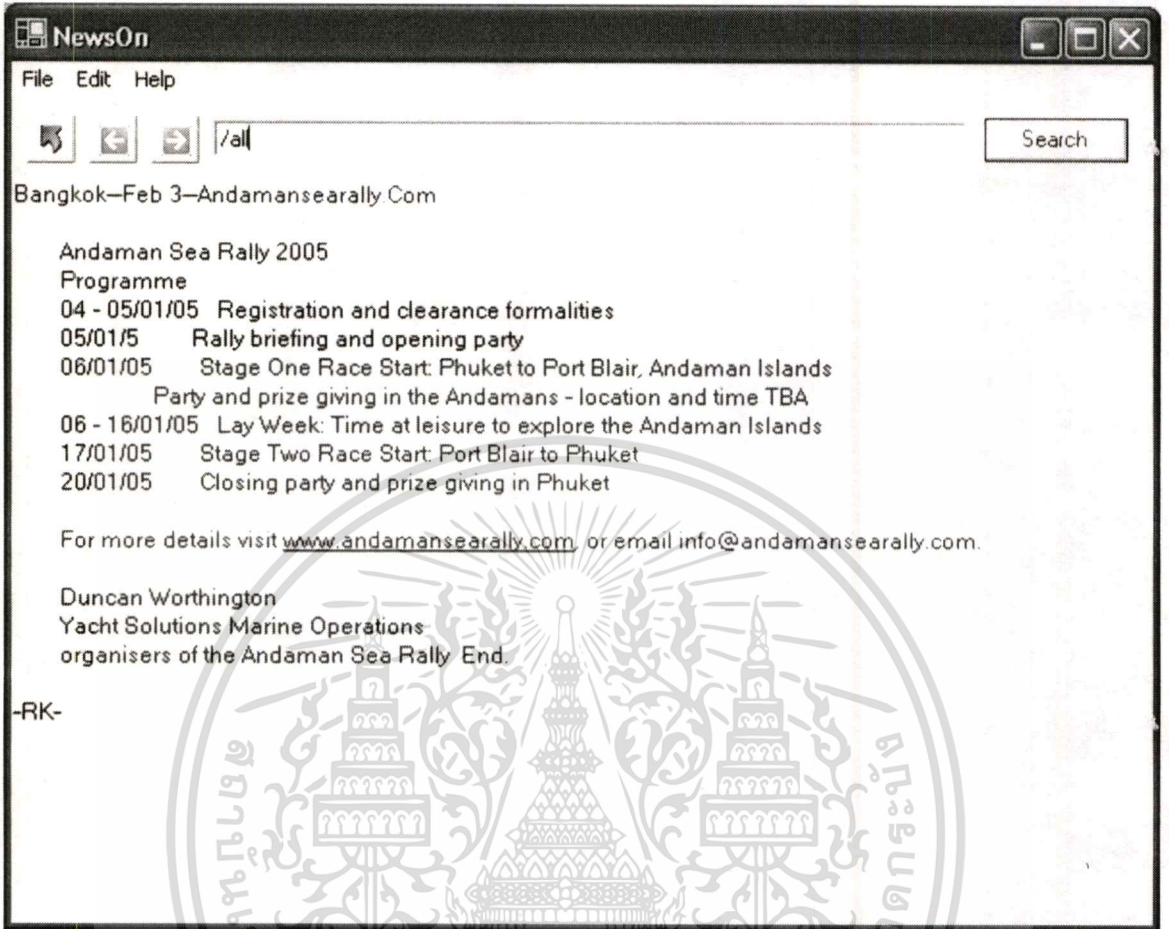 NewsOn
File Edit Help
/all
Search
Bangkok--Feb 3--Andamansearally.Com
Andaman Sea Rally 2005
Programme
04 - 05/01/05 Registration and clearance formalities
05/01/5 Rally briefing and opening party
06/01/05 Stage One Race Start: Phuket to Port Blair, Andaman Islands
Party and prize giving in the Andamans - location and time TBA
06 - 16/01/05 Lay Week: Time at leisure to explore the Andaman Islands
17/01/05 Stage Two Race Start: Port Blair to Phuket
20/01/05 Closing party and prize giving in Phuket
For more details visit www.andamansearally.com, or email info@andamansearally.com.
Duncan Worthington
Yacht Solutions Marine Operations
organisers of the Andaman Sea Rally End.
-RK-